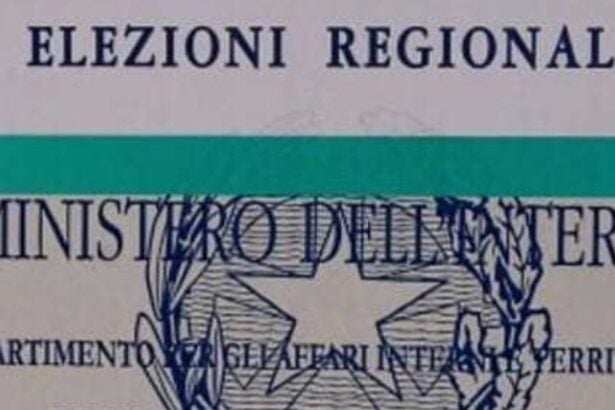 ELEZIONI REGIONAL
MINISTERO DELL'INTER
ARTIMENTO PER GLI AFFARI INTERNI E TERRI